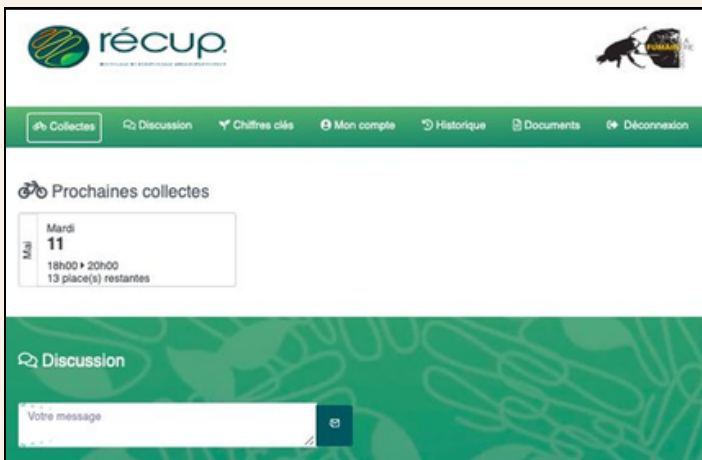 récup.
FUMAIN
Collectes
Discussion
Chiffres clés
Mon compte
Historique
Documents
Déconnexion
Prochaines collectes
Mai
Mardi
11
18h00 20h00
13 place(s) restantes
Discussion
Votre message